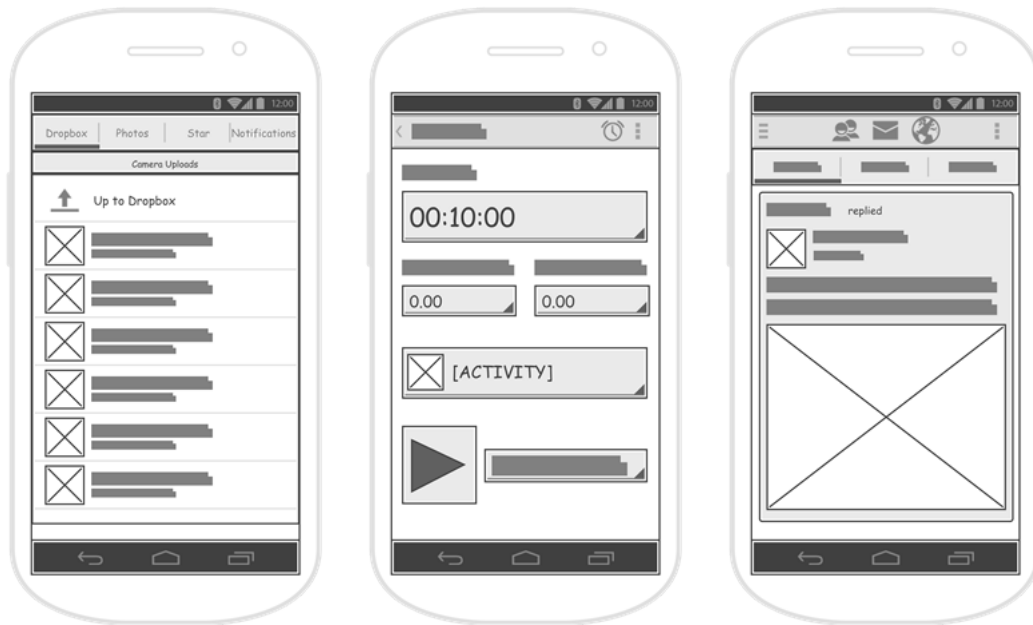 12:00
Dropbox Photos Star Notifications
Camera Uploads
Up to Dropbox
12:00
00:10:00
0.00 0.00
[ACTIVITY]
12:00
replied